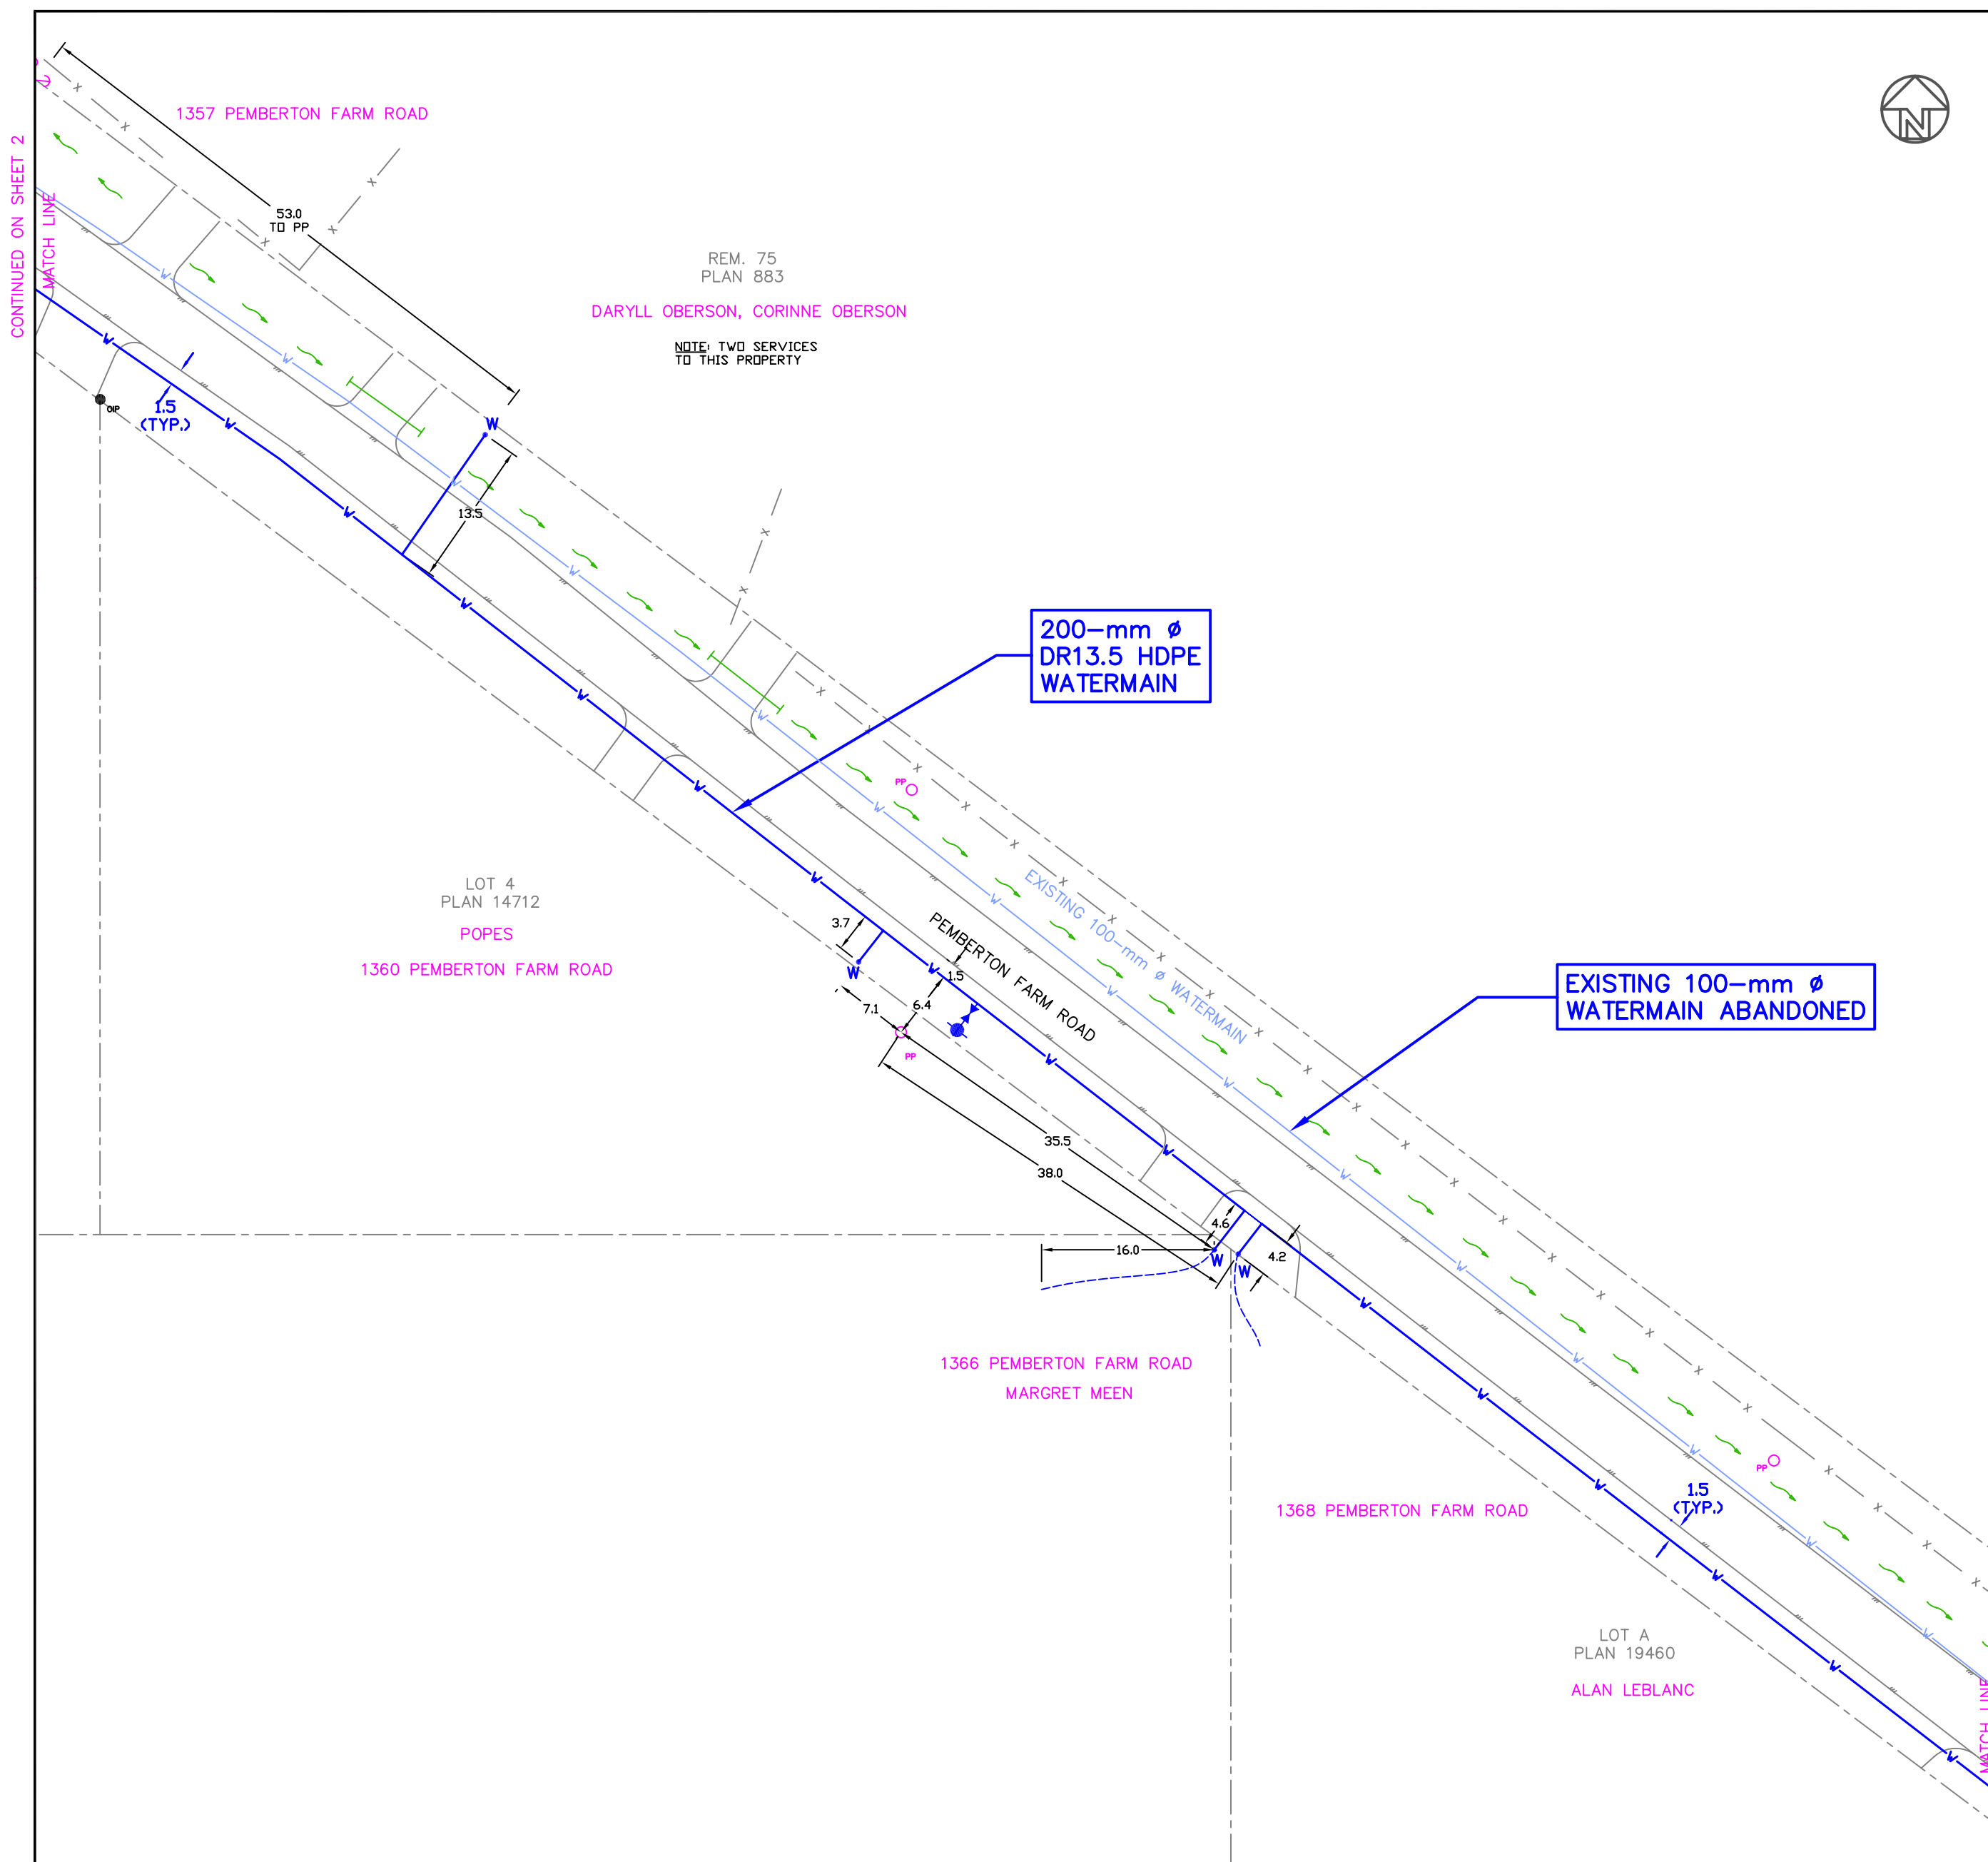 1357 PEMBERTON FARM ROAD
CONTINUED ON SHEET 2
MATCH LINE
N
53.0
TO PP
REM. 75
PLAN 883
DARYLL OBERSON, CORINNE OBERSON
NOTE: TWO SERVICES
TO THIS PROPERTY
OIP
1.5
(TYP.)
W
13.5
200-mm Ø
DR13.5 HDPE
WATERMAIN
PP
LOT 4
PLAN 14712
POPES
1360 PEMBERTON FARM ROAD
3.7
W
PEMBERTON FARM ROAD
EXISTING 100-mm Ø WATERMAIN
EXISTING 100-mm Ø
WATERMAIN ABANDONED
1.5
6.4
7.1
PP
35.5
38.0
4.6
16.0
W
W
4.2
1366 PEMBERTON FARM ROAD
MARGRET MEEN
1368 PEMBERTON FARM ROAD
PP
1.5
(TYP.)
LOT A
PLAN 19460
ALAN LEBLANC
MATCH LINE